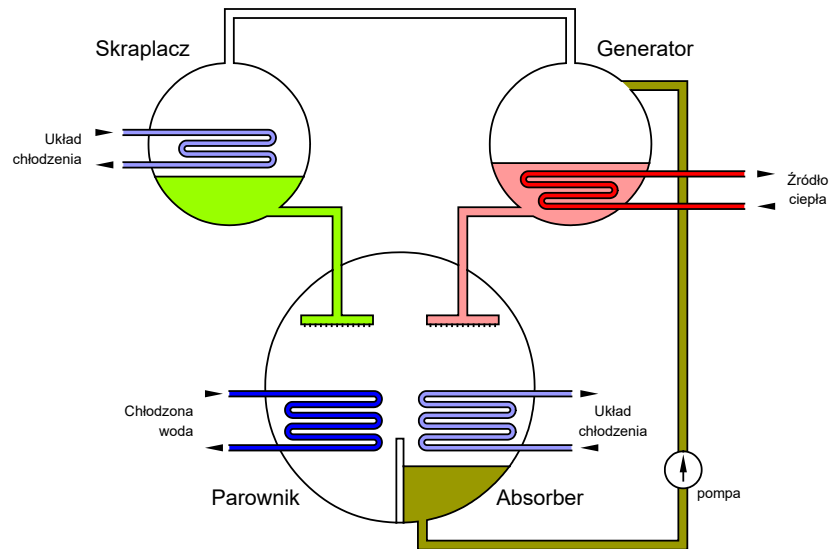 Skraplacz
Generator
Układ
chłodzenia
Źródło
ciepła
Chłodzona
woda
Układ
chłodzenia
Parownik
Absorber
pompa